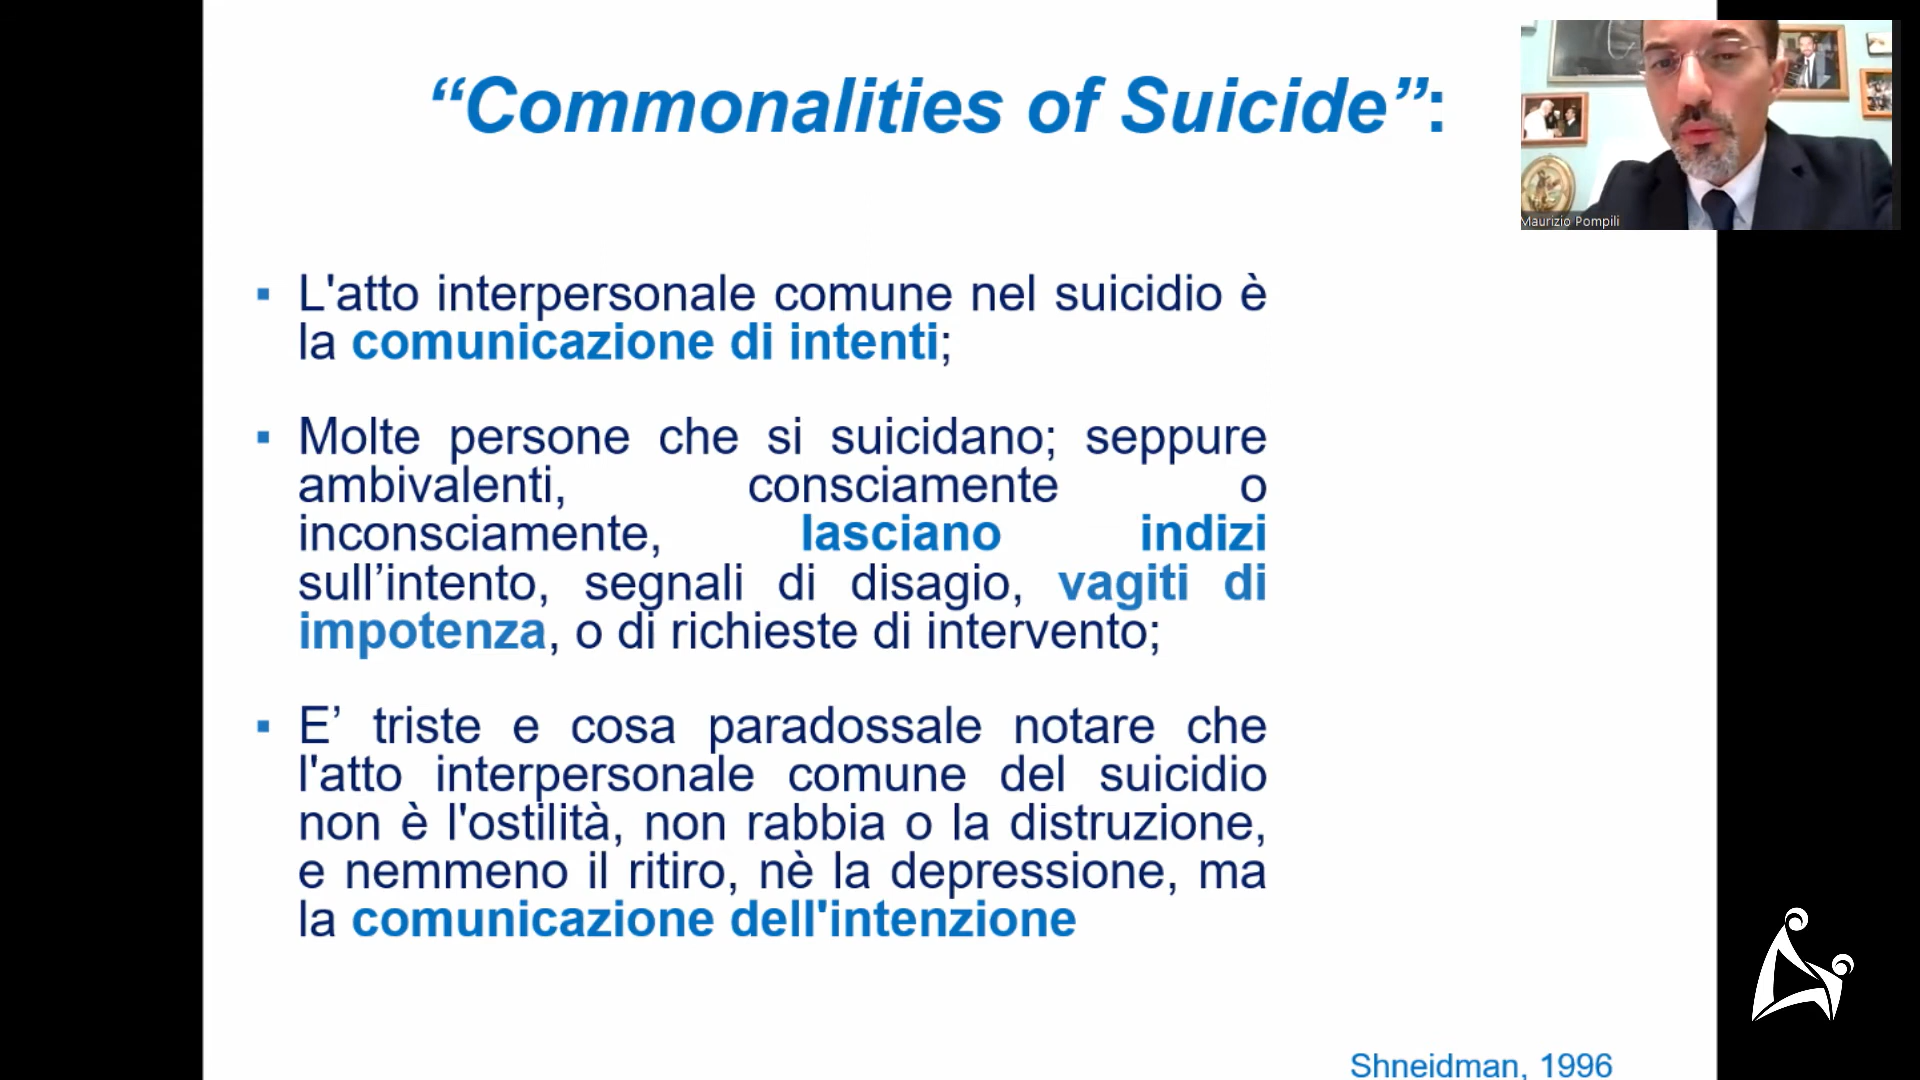 “Commonalities of Suicide”:
Maurizio Pompili
▪ L'atto interpersonale comune nel suicidio è
la comunicazione di intenti;
▪ Molte persone che si suicidano; seppure
ambivalenti, consciamente o
inconsciamente, lasciano indizi
sull’intento, segnali di disagio, vagiti di
impotenza, o di richieste di intervento;
▪ E’ triste e cosa paradossale notare che
l'atto interpersonale comune del suicidio
non è l'ostilità, non rabbia o la distruzione,
e nemmeno il ritiro, nè la depressione, ma
la comunicazione dell'intenzione
Shneidman, 1996